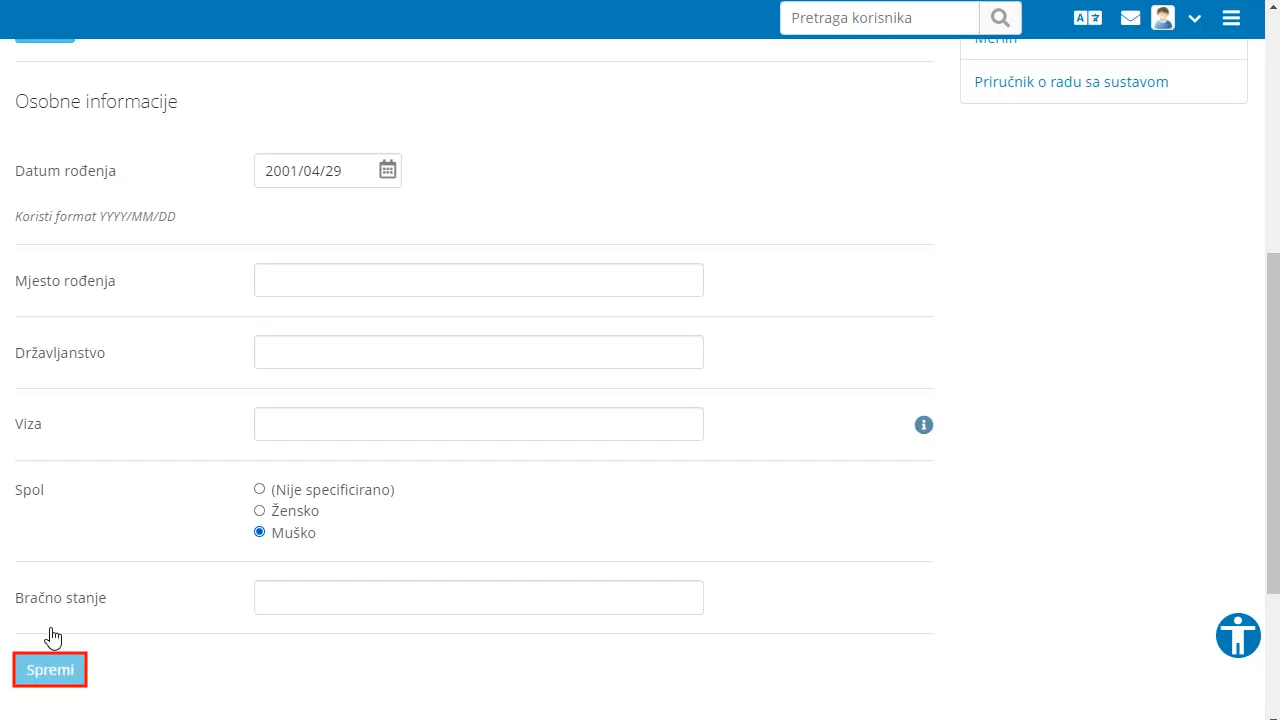 Pretraga korisnika
Merlin
Priručnik o radu sa sustavom
Osobne informacije
Datum rođenja
2001/04/29
Koristi format YYYY/MM/DD
Mjesto rođenja
Državljanstvo
Viza
Spol
(Nije specificirano)
Žensko
Muško
Bračno stanje
Spremi